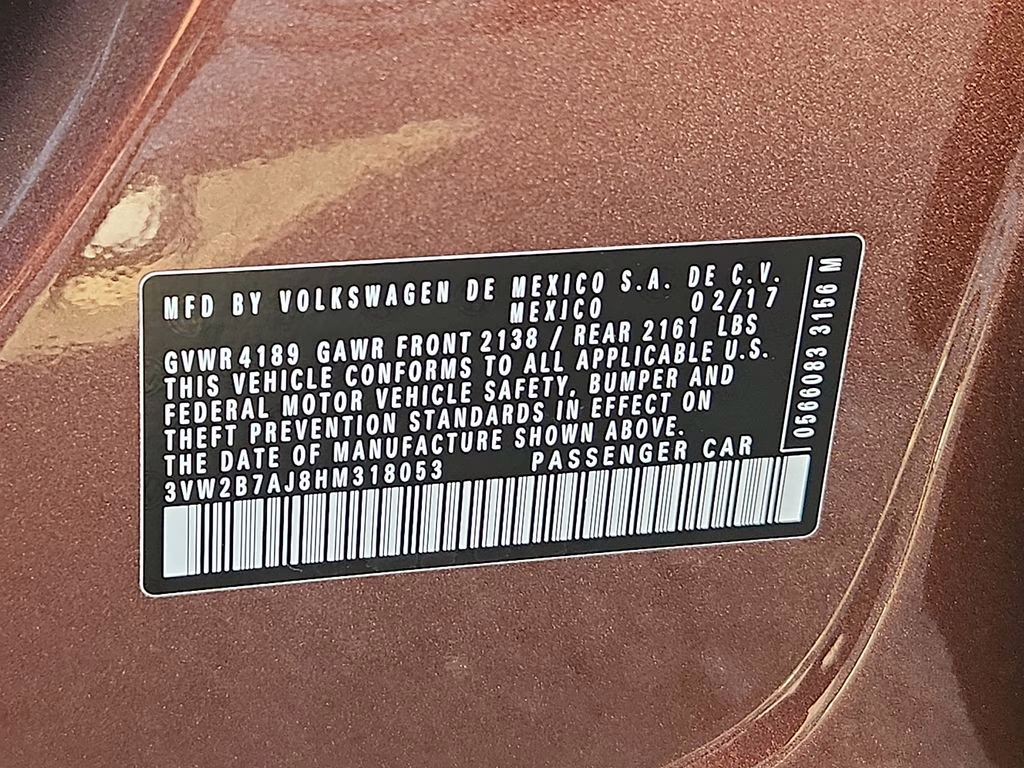 MFD BY VOLKSWAGEN DE MEXICO S.A. DE C.V.
MEXICO 02/17
GVWR 4189 GAWR FRONT 2138 / REAR 2161 LBS
THIS VEHICLE CONFORMS TO ALL APPLICABLE U.S.
FEDERAL MOTOR VEHICLE SAFETY, BUMPER AND
THEFT PREVENTION STANDARDS IN EFFECT ON
THE DATE OF MANUFACTURE SHOWN ABOVE.
3VW2B7AJ8HM318053 PASSENGER CAR
0566083 3156 M